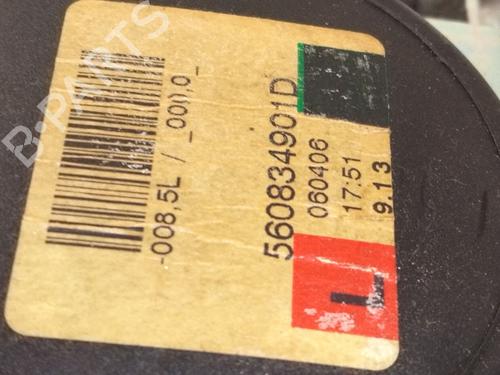 -008,5L / _000,0_
560834901D
060406
17:51
9.13
L
B-PARTS